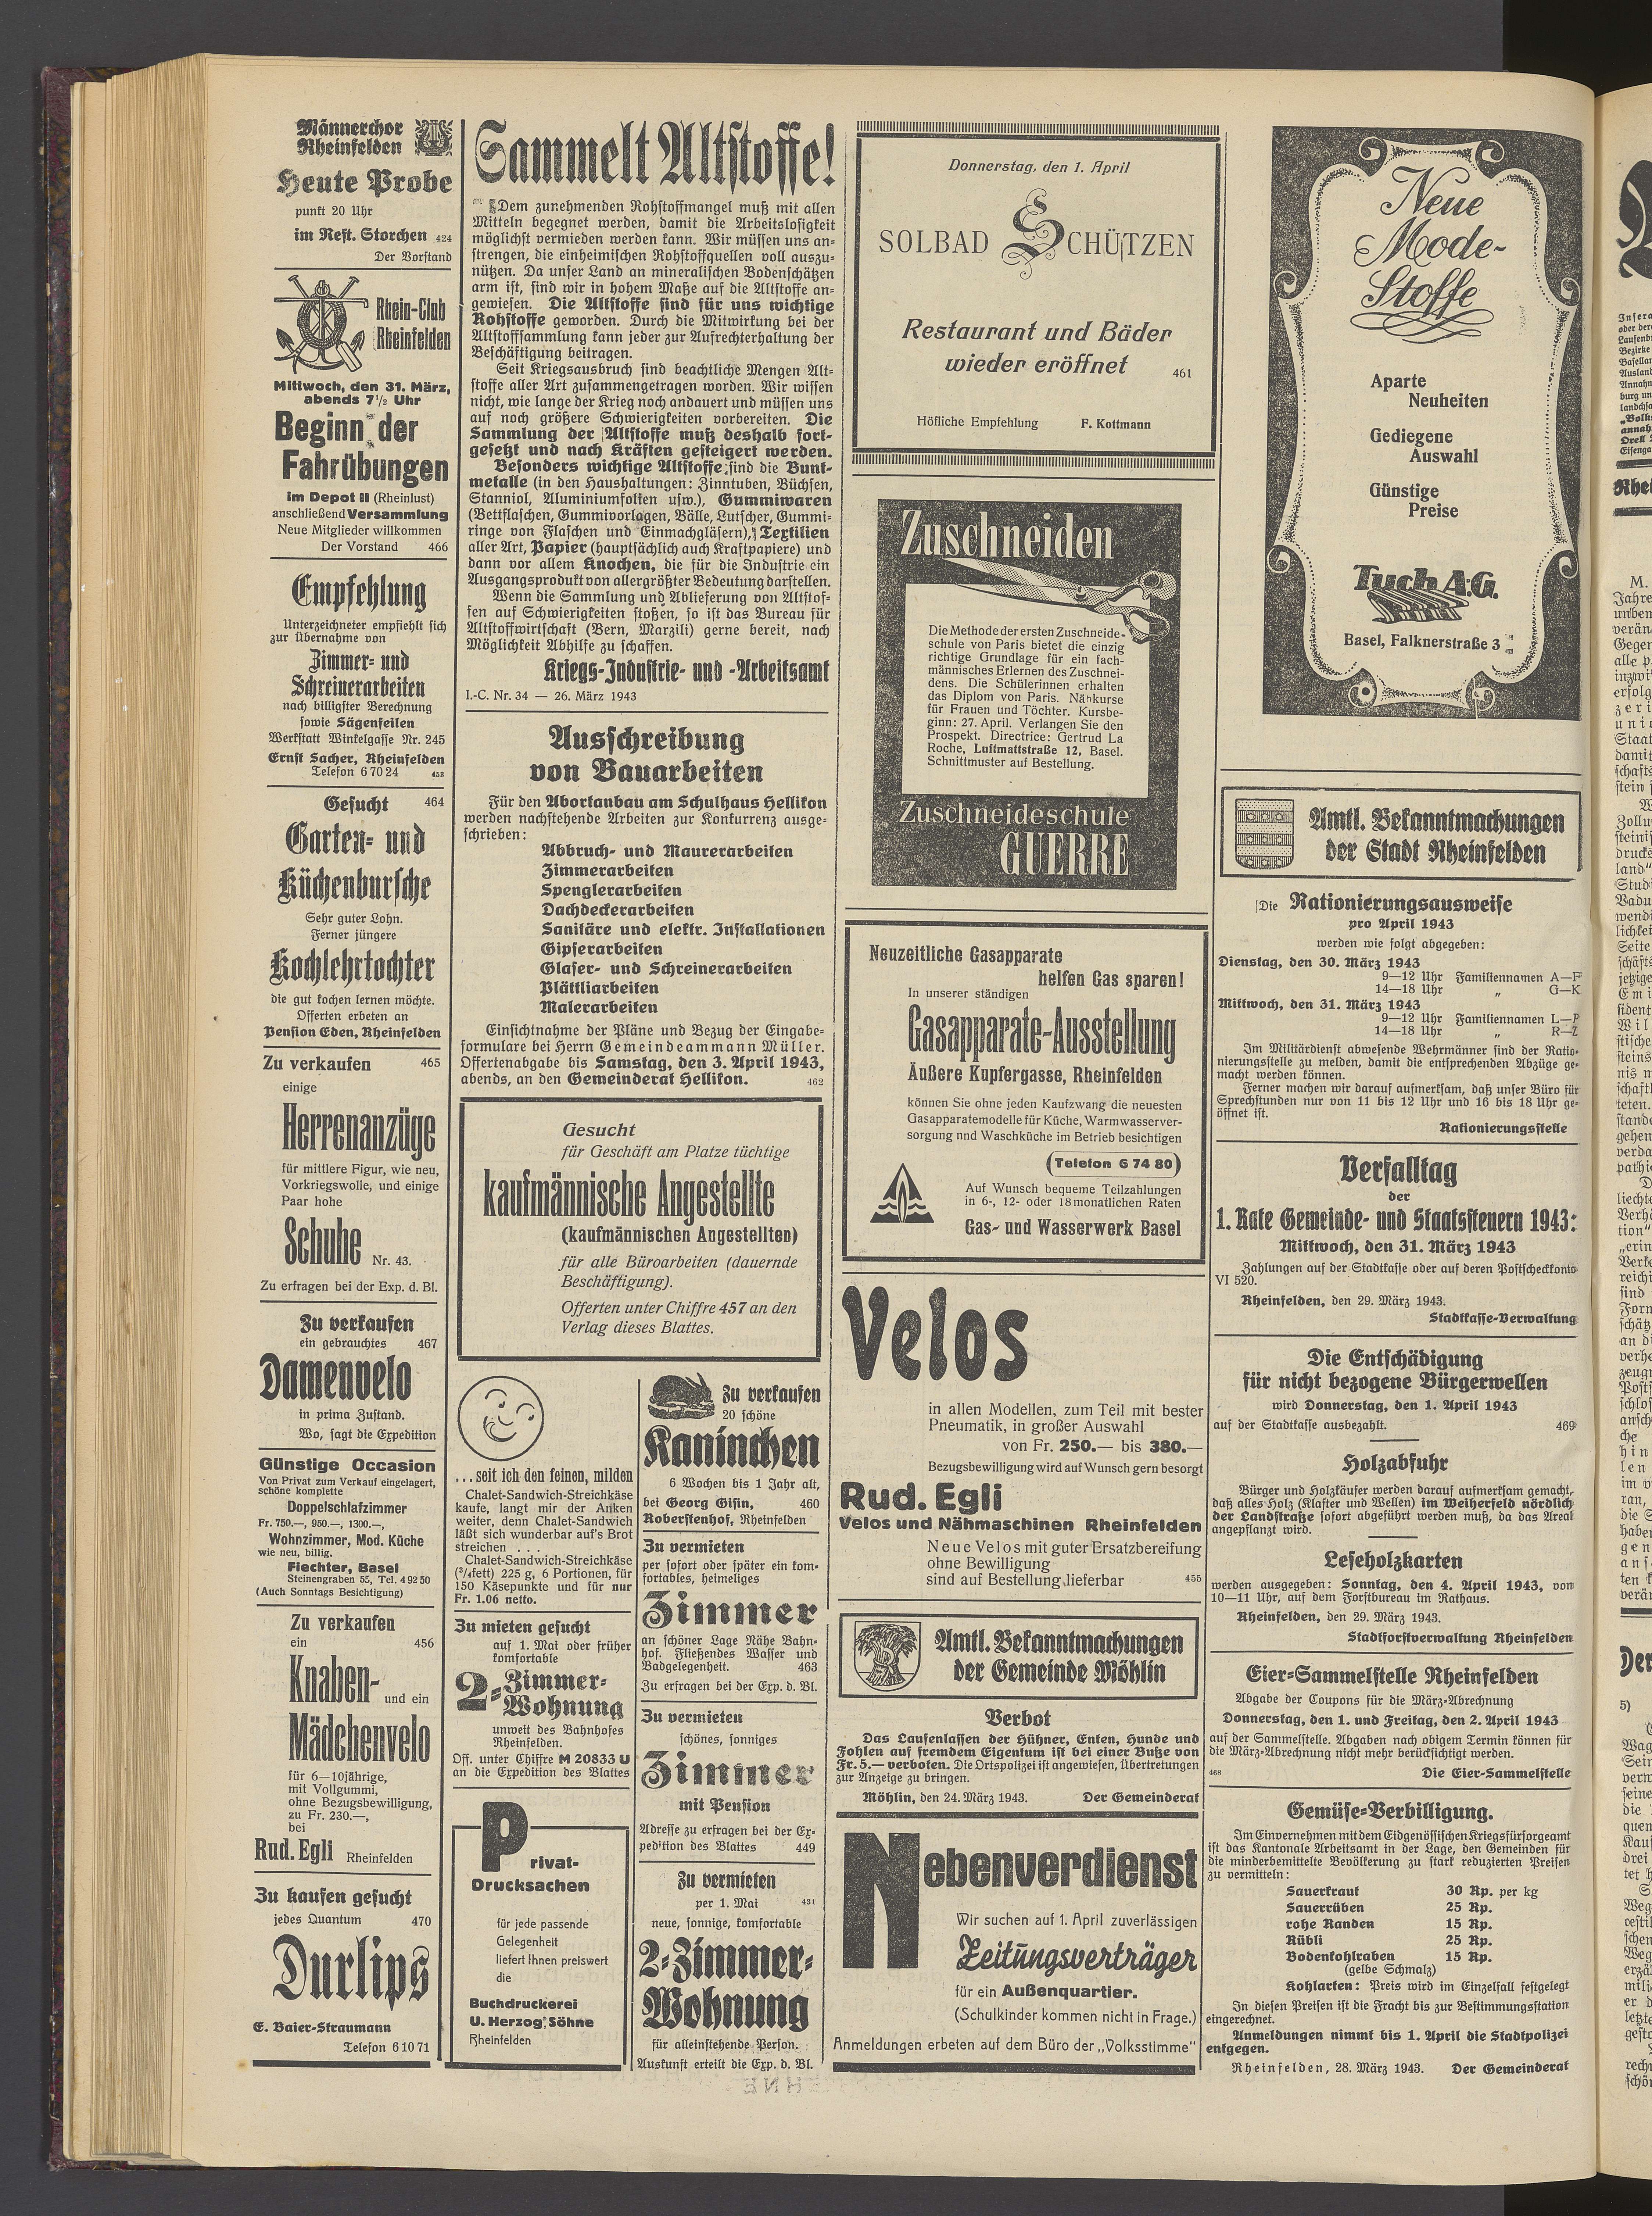 Männerchor
Rheinfelden
Heute Probe
punkt 20 Uhr
im Rest. Storchen 424
Der Vorstand
Rhein-Club
Rheinfelden
Mittwoch, den 31. März,
abends 7½ Uhr
Beginn der
Fahrübungen
im Depot II (Rheinlust)
anschließend Versammlung
Neue Mitglieder willkommen
Der Vorstand 466
Empfehlung
Unterzeichneter empfiehlt sich
zur Übernahme von
Zimmer- und
Schreinerarbeiten
nach billigster Berechnung
sowie Sägenfeilen
Werkstatt Winkelgasse Nr. 245
Ernst Sacher, Rheinfelden
Telefon 6 70 24 453
Gesucht 464
Garten- und
Küchenbursche
Sehr guter Lohn.
Ferner jüngere
Kochlehrtochter
die gut kochen lernen möchte.
Offerten erbeten an
Pension Eden, Rheinfelden
Zu verkaufen 465
einige
Herrenanzüge
für mittlere Figur, wie neu,
Vorkriegswolle, und einige
Paar hohe
Schuhe Nr. 43.
Zu erfragen bei der Exp. d. Bl.
Zu verkaufen
ein gebrauchtes 467
Damenvelo
in prima Zustand.
Wo, sagt die Expedition
Günstige Occasion
Von Privat zum Verkauf eingelagert,
schöne komplette
Doppelschlafzimmer
Fr. 750.—, 950.—, 1300.—,
Wohnzimmer, Mod. Küche
wie neu, billig.
Flechter, Basel
Steinengraben 55, Tel. 4 92 50
(Auch Sonntags Besichtigung)
Zu verkaufen
ein 456
Knaben- und ein
Mädchenvelo
für 6—10jährige,
mit Vollgummi,
ohne Bezugsbewilligung,
zu Fr. 230.—,
bei
Rud. Egli Rheinfelden
Zu kaufen gesucht
jedes Quantum 470
Durlips
E. Baier-Straumann
Telefon 6 10 71
Sammelt Altstoffe!
Dem zunehmenden Rohstoffmangel muß mit allen
Mitteln begegnet werden, damit die Arbeitslosigkeit
möglichst vermieden werden kann. Wir müssen uns an-
strengen, die einheimischen Rohstoffquellen voll auszu-
nützen. Da unser Land an mineralischen Bodenschätzen
arm ist, sind wir in hohem Maße auf die Altstoffe an-
gewiesen. Die Altstoffe sind für uns wichtige
Rohstoffe geworden. Durch die Mitwirkung bei der
Altstoffsammlung kann jeder zur Aufrechterhaltung der
Beschäftigung beitragen.
Seit Kriegsausbruch sind beachtliche Mengen Alt-
stoffe aller Art zusammengetragen worden. Wir wissen
nicht, wie lange der Krieg noch andauert und müssen uns
auf noch größere Schwierigkeiten vorbereiten. Die
Sammlung der Altstoffe muß deshalb fort-
gesetzt und nach Kräften gesteigert werden.
Besonders wichtige Altstoffe sind die Bunt-
metalle (in den Haushaltungen: Zinntuben, Büchsen,
Stanniol, Aluminiumfolien usw.), Gummiwaren
(Bettflaschen, Gummivorlagen, Bälle, Lutscher, Gummi-
ringe von Flaschen und Einmachgläsern), Textilien
aller Art, Papier (hauptsächlich auch Kraftpapiere) und
dann vor allem Knochen, die für die Industrie ein
Ausgangsprodukt von allergrößter Bedeutung darstellen.
Wenn die Sammlung und Ablieferung von Altstof-
fen auf Schwierigkeiten stoßen, so ist das Bureau für
Altstoffwirtschaft (Bern, Marzili) gerne bereit, nach
Möglichkeit Abhilfe zu schaffen.
Kriegs-Industrie- und -Arbeitsamt
I.-C. Nr. 34 — 26. März 1943
Ausschreibung
von Bauarbeiten
Für den Abortanbau am Schulhaus Hellikon
werden nachstehende Arbeiten zur Konkurrenz ausge-
schrieben:
Abbruch- und Maurerarbeiten
Zimmerarbeiten
Spenglerarbeiten
Dachdeckerarbeiten
Sanitäre und elektr. Installationen
Gipserarbeiten
Glaser- und Schreinerarbeiten
Plättliarbeiten
Malerarbeiten
Einsichtnahme der Pläne und Bezug der Eingabe-
formulare bei Herrn Gemeindeammann Müller.
Offertenabgabe bis Samstag, den 3. April 1943,
abends, an den Gemeinderat Hellikon. 462
Gesucht
für Geschäft am Platze tüchtige
kaufmännische Angestellte
(kaufmännischen Angestellten)
für alle Büroarbeiten (dauernde
Beschäftigung).
Offerten unter Chiffre 457 an den
Verlag dieses Blattes.
...seit ich den feinen, milden
Chalet-Sandwich-Streichkäse
kaufe, langt mir der Anken
weiter, denn Chalet-Sandwich
läßt sich wunderbar auf's Brot
streichen . . .
Chalet-Sandwich-Streichkäse
(¾fett) 225 g, 6 Portionen, für
150 Käsepunkte und für nur
Fr. 1.06 netto.
Zu mieten gesucht
auf 1. Mai oder früher
komfortable
2-Zimmer-
Wohnung
unweit des Bahnhofes
Rheinfelden.
Off. unter Chiffre M 20833 U
an die Expedition des Blattes
Privat-
Drucksachen
für jede passende
Gelegenheit
liefert Ihnen preiswert
die
Buchdruckerei
U. Herzog Söhne
Rheinfelden
Zu verkaufen
20 schöne
Kaninchen
6 Wochen bis 1 Jahr alt,
bei Georg Gisin, 460
Roberstenhof, Rheinfelden
Zu vermieten
per sofort oder später ein kom-
fortables, heimeliges
Zimmer
an schöner Lage Nähe Bahn-
hof. Fließendes Wasser und
Badgelegenheit. 463
Zu erfragen bei der Exp. d. Bl.
Zu vermieten
schönes, sonniges
Zimmer
mit Pension
Adresse zu erfragen bei der Ex-
pedition des Blattes 449
Zu vermieten
per 1. Mai 431
neue, sonnige, komfortable
2-Zimmer-
Wohnung
für alleinstehende Person.
Auskunft erteilt die Exp. d. Bl.
Donnerstag, den 1. April
SOLBAD SCHÜTZEN
Restaurant und Bäder
wieder eröffnet 461
Höfliche Empfehlung F. Kottmann
Zuschneiden
Die Methode der ersten Zuschneide-
schule von Paris bietet die einzig
richtige Grundlage für ein fach-
männisches Erlernen des Zuschnei-
dens. Die Schülerinnen erhalten
das Diplom von Paris. Nähkurse
für Frauen und Töchter. Kursbe-
ginn: 27. April. Verlangen Sie den
Prospekt. Directrice: Gertrud La
Roche, Luftmattstraße 12, Basel.
Schnittmuster auf Bestellung.
Zuschneideschule
GUERRE
Neuzeitliche Gasapparate
helfen Gas sparen!
In unserer ständigen
Gasapparate-Ausstellung
Äußere Kupfergasse, Rheinfelden
können Sie ohne jeden Kaufzwang die neuesten
Gasapparatemodelle für Küche, Warmwasserver-
sorgung nnd Waschküche im Betrieb besichtigen
(Telefon 6 74 80)
Auf Wunsch bequeme Teilzahlungen
in 6-, 12- oder 18monatlichen Raten
Gas- und Wasserwerk Basel
Velos
in allen Modellen, zum Teil mit bester
Pneumatik, in großer Auswahl
von Fr. 250.— bis 380.—
Bezugsbewilligung wird auf Wunsch gern besorgt
Rud. Egli
Velos und Nähmaschinen Rheinfelden
Neue Velos mit guter Ersatzbereifung
ohne Bewilligung
sind auf Bestellung lieferbar 455
Amtl. Bekanntmachungen
der Gemeinde Möhlin
Verbot
Das Laufenlassen der Hühner, Enten, Hunde und
Fohlen auf fremdem Eigentum ist bei einer Buße von
Fr. 5.— verboten. Die Ortspolizei ist angewiesen, Übertretungen
zur Anzeige zu bringen.
Möhlin, den 24. März 1943. Der Gemeinderat
Nebenverdienst
Wir suchen auf 1. April zuverlässigen
Zeitungsverträger
für ein Außenquartier.
(Schulkinder kommen nicht in Frage.)
Anmeldungen erbeten auf dem Büro der „Volksstimme"
Neue
Mode-
Stoffe
Aparte
Neuheiten
Gediegene
Auswahl
Günstige
Preise
Tuch A:G.
Basel, Falknerstraße 3
Amtl. Bekanntmachungen
der Stadt Rheinfelden
Die Rationierungsausweise
pro April 1943
werden wie folgt abgegeben:
Dienstag, den 30. März 1943
9—12 Uhr Familiennamen A—F
14—18 Uhr „ G—K
Mittwoch, den 31. März 1943
9—12 Uhr Familiennamen L—P
14—18 Uhr „ R—Z
Im Militärdienst abwesende Wehrmänner sind der Ratio-
nierungsstelle zu melden, damit die entsprechenden Abzüge ge-
macht werden können.
Ferner machen wir darauf aufmerksam, daß unser Büro für
Sprechstunden nur von 11 bis 12 Uhr und 16 bis 18 Uhr ge-
öffnet ist.
Rationierungsstelle
Verfalltag
der
1. Rate Gemeinde- und Staatssteuern 1943:
Mittwoch, den 31. März 1943
Zahlungen auf der Stadtkasse oder auf deren Postscheckkonto
VI 520.
Rheinfelden, den 29. März 1943.
Stadtkasse-Verwaltung
Die Entschädigung
für nicht bezogene Bürgerwellen
wird Donnerstag, den 1. April 1943
auf der Stadtkasse ausbezahlt. 469
Holzabfuhr
Bürger und Holzkäufer werden darauf aufmerksam gemacht,
daß alles Holz (Klafter und Wellen) im Weiherfeld nördlich
der Landstraße sofort abgeführt werden muß, da das Areal
angepflanzt wird.
Leseholzkarten
werden ausgegeben: Sonntag, den 4. April 1943, von
10—11 Uhr, auf dem Forstbureau im Rathaus.
Rheinfelden, den 29. März 1943.
Stadtforstverwaltung Rheinfelden
Eier-Sammelstelle Rheinfelden
Abgabe der Coupons für die März-Abrechnung
Donnerstag, den 1. und Freitag, den 2. April 1943
auf der Sammelstelle. Abgaben nach obigem Termin können für
die März-Abrechnung nicht mehr berücksichtigt werden.
468 Die Eier-Sammelstelle
Gemüse-Verbilligung.
Im Einvernehmen mit dem Eidgenössischen Kriegsfürsorgeamt
ist das Kantonale Arbeitsamt in der Lage, den Gemeinden für
die minderbemittelte Bevölkerung zu stark reduzierten Preisen
zu vermitteln:
Sauerkraut 30 Rp. per kg
Sauerrüben 25 Rp.
rohe Randen 15 Rp.
Rübli 25 Rp.
Bodenkohlraben 15 Rp.
(gelbe Schmalz)
Kohlarten: Preis wird im Einzelfall festgelegt
In diesen Preisen ist die Fracht bis zur Bestimmungsstation
eingerechnet.
Anmeldungen nimmt bis 1. April die Stadtpolizei
entgegen.
Rheinfelden, 28. März 1943. Der Gemeinderat